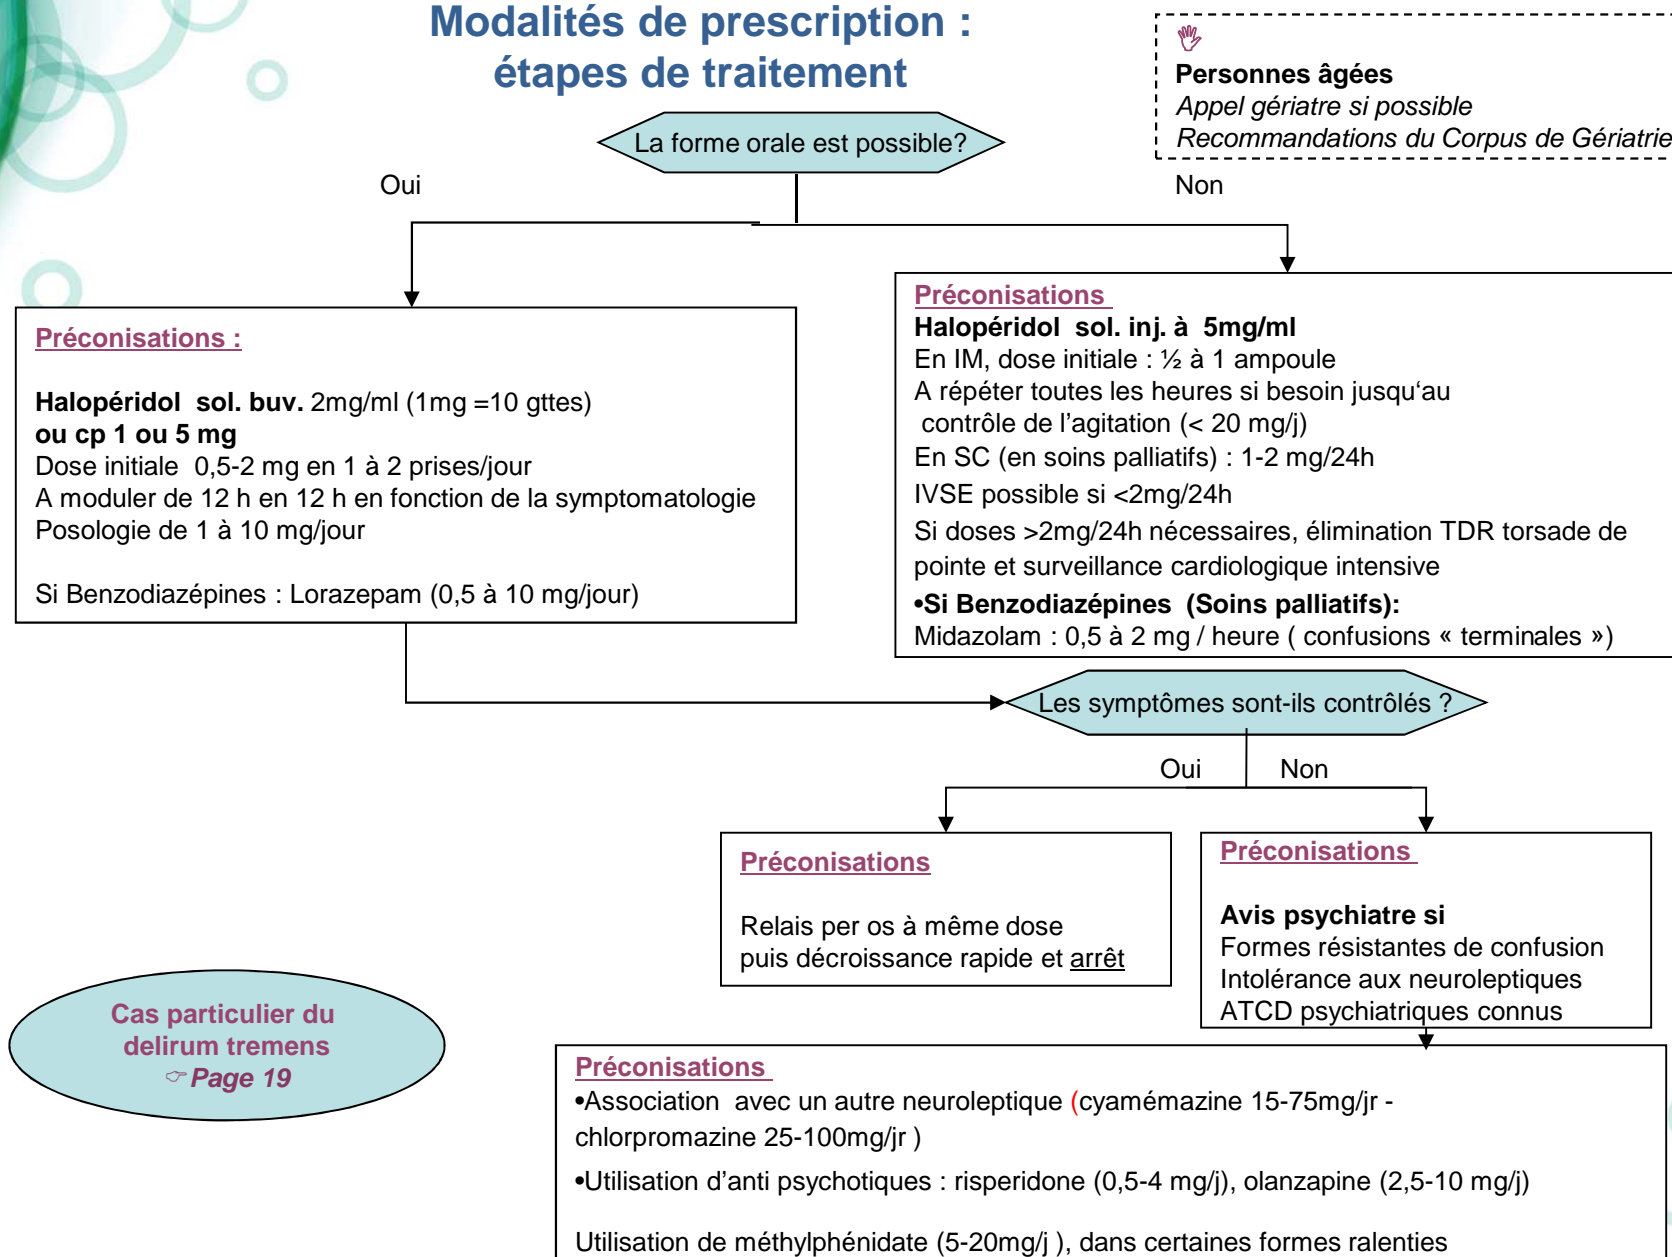 Modalités de prescription :
étapes de traitement
🖐
Personnes âgées
Appel gériatre si possible
Recommandations du Corpus de Gériatrie
La forme orale est possible?
Oui
Non
Préconisations :
Halopéridol sol. buv. 2mg/ml (1mg =10 gttes)
ou cp 1 ou 5 mg
Dose initiale 0,5-2 mg en 1 à 2 prises/jour
A moduler de 12 h en 12 h en fonction de la symptomatologie
Posologie de 1 à 10 mg/jour
Si Benzodiazépines : Lorazepam (0,5 à 10 mg/jour)
Préconisations
Halopéridol sol. inj. à 5mg/ml
En IM, dose initiale : ½ à 1 ampoule
A répéter toutes les heures si besoin jusqu‘au
contrôle de l’agitation (< 20 mg/j)
En SC (en soins palliatifs) : 1-2 mg/24h
IVSE possible si <2mg/24h
Si doses >2mg/24h nécessaires, élimination TDR torsade de
pointe et surveillance cardiologique intensive
•Si Benzodiazépines (Soins palliatifs):
Midazolam : 0,5 à 2 mg / heure ( confusions « terminales »)
Les symptômes sont-ils contrôlés ?
Oui
Non
Préconisations
Relais per os à même dose
puis décroissance rapide et arrêt
Préconisations
Avis psychiatre si
Formes résistantes de confusion
Intolérance aux neuroleptiques
ATCD psychiatriques connus
Cas particulier du
delirum tremens
☞ Page 19
Préconisations
•Association avec un autre neuroleptique (cyamémazine 15-75mg/jr -
chlorpromazine 25-100mg/jr )
•Utilisation d’anti psychotiques : risperidone (0,5-4 mg/j), olanzapine (2,5-10 mg/j)
Utilisation de méthylphénidate (5-20mg/j ), dans certaines formes ralenties